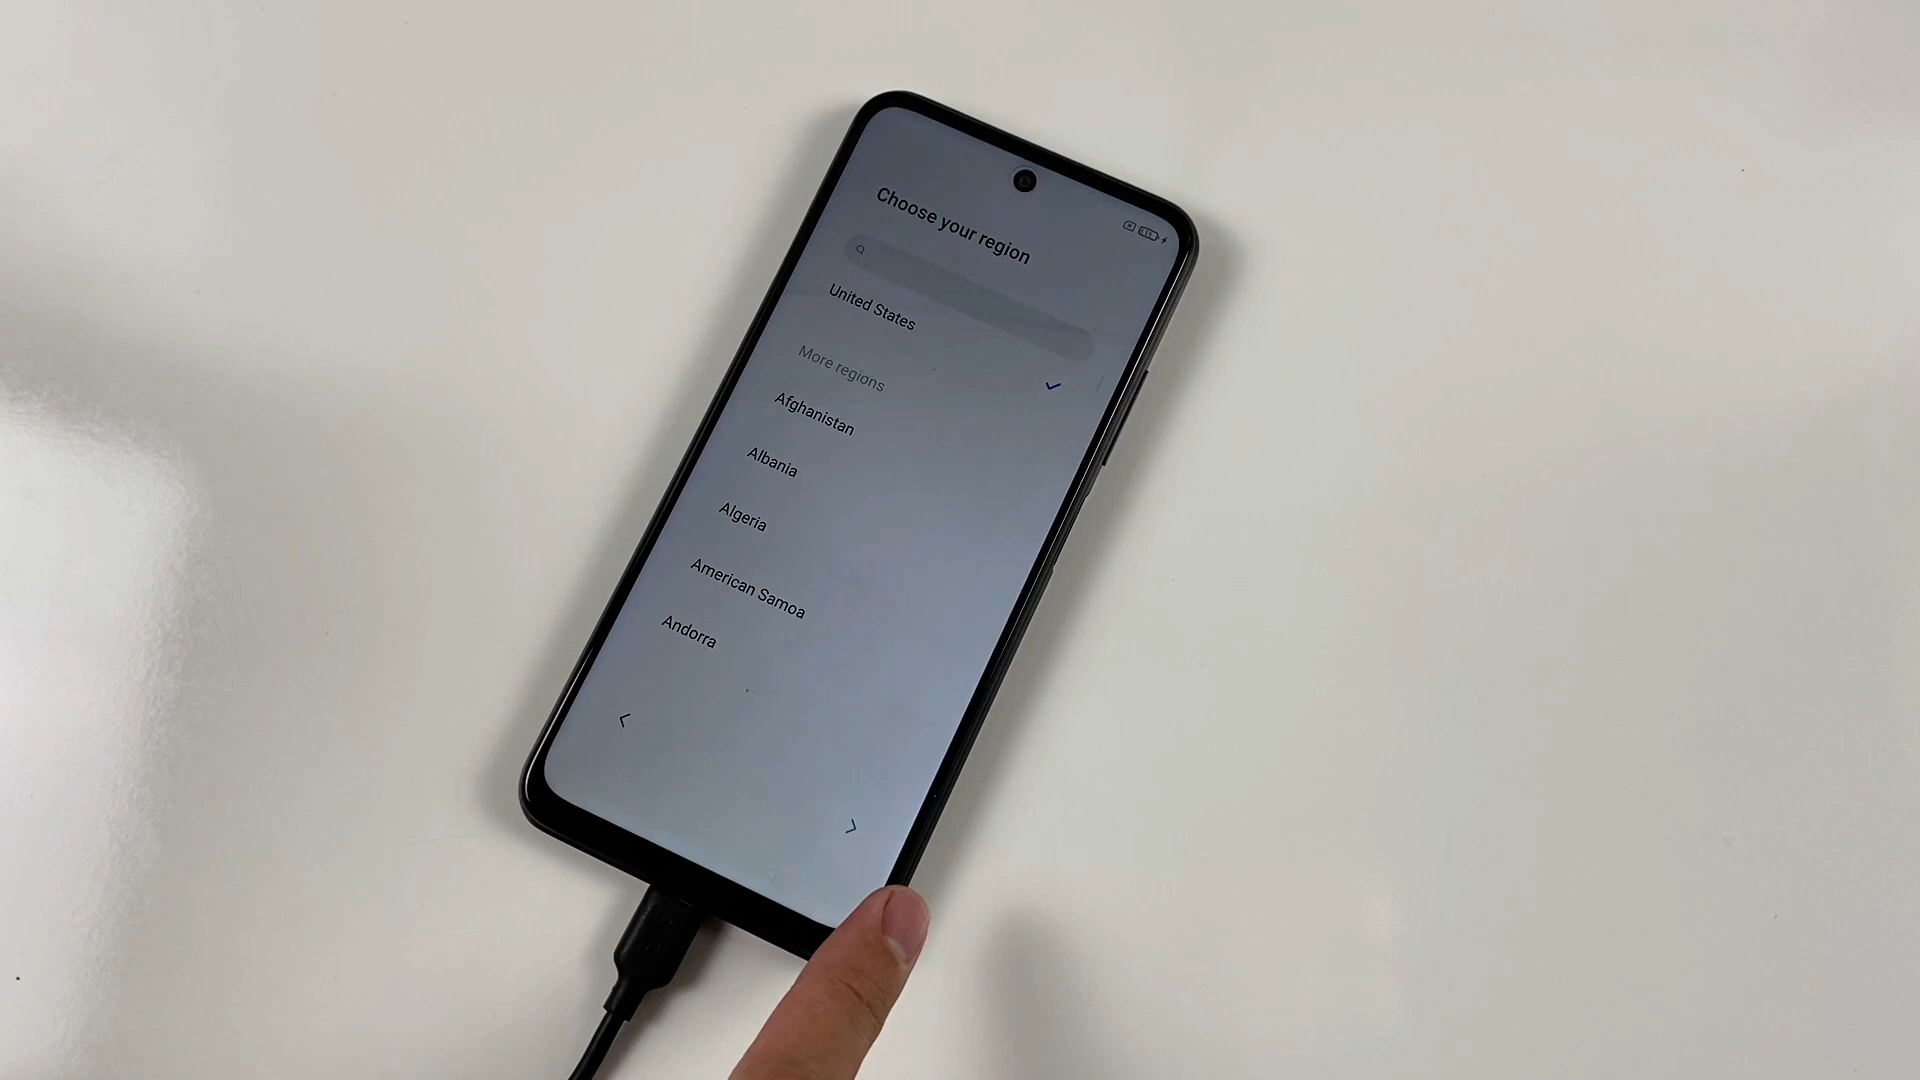 Choose your region
United States
More regions
Afghanistan
Albania
Algeria
American Samoa
Andorra